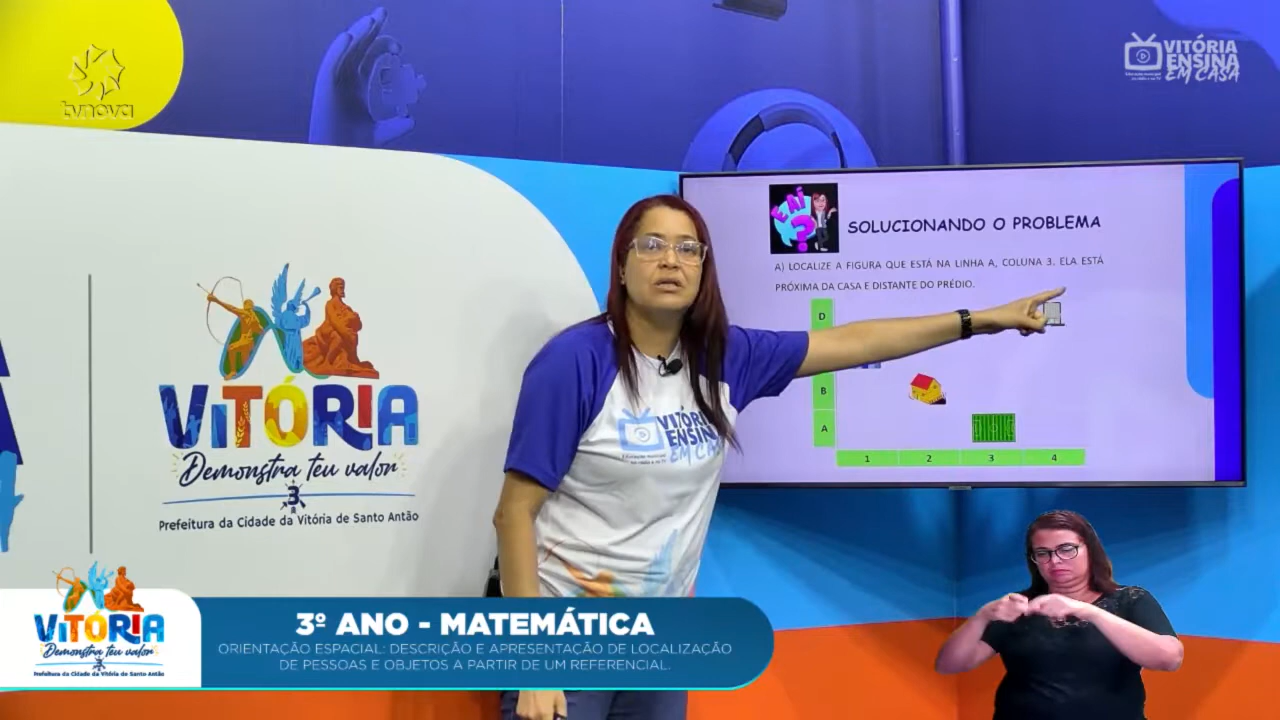 tvnova
VITÓRIA
ENSINA
EM CASA
E AÍ
?
SOLUCIONANDO O PROBLEMA
A) LOCALIZE A FIGURA QUE ESTÁ NA LINHA A, COLUNA 3. ELA ESTÁ
PRÓXIMA DA CASA E DISTANTE DO PRÉDIO.
D
B
A
1 2 3 4
VITÓRIA
Demonstra teu valor
3
Prefeitura da Cidade da Vitória de Santo Antão
VITÓRIA
ENSINA
EM CASA
VITÓRIA
Demonstra teu valor
3
Prefeitura da Cidade da Vitória de Santo Antão
3º ANO - MATEMÁTICA
ORIENTAÇÃO ESPACIAL: DESCRIÇÃO E APRESENTAÇÃO DE LOCALIZAÇÃO
DE PESSOAS E OBJETOS A PARTIR DE UM REFERENCIAL.